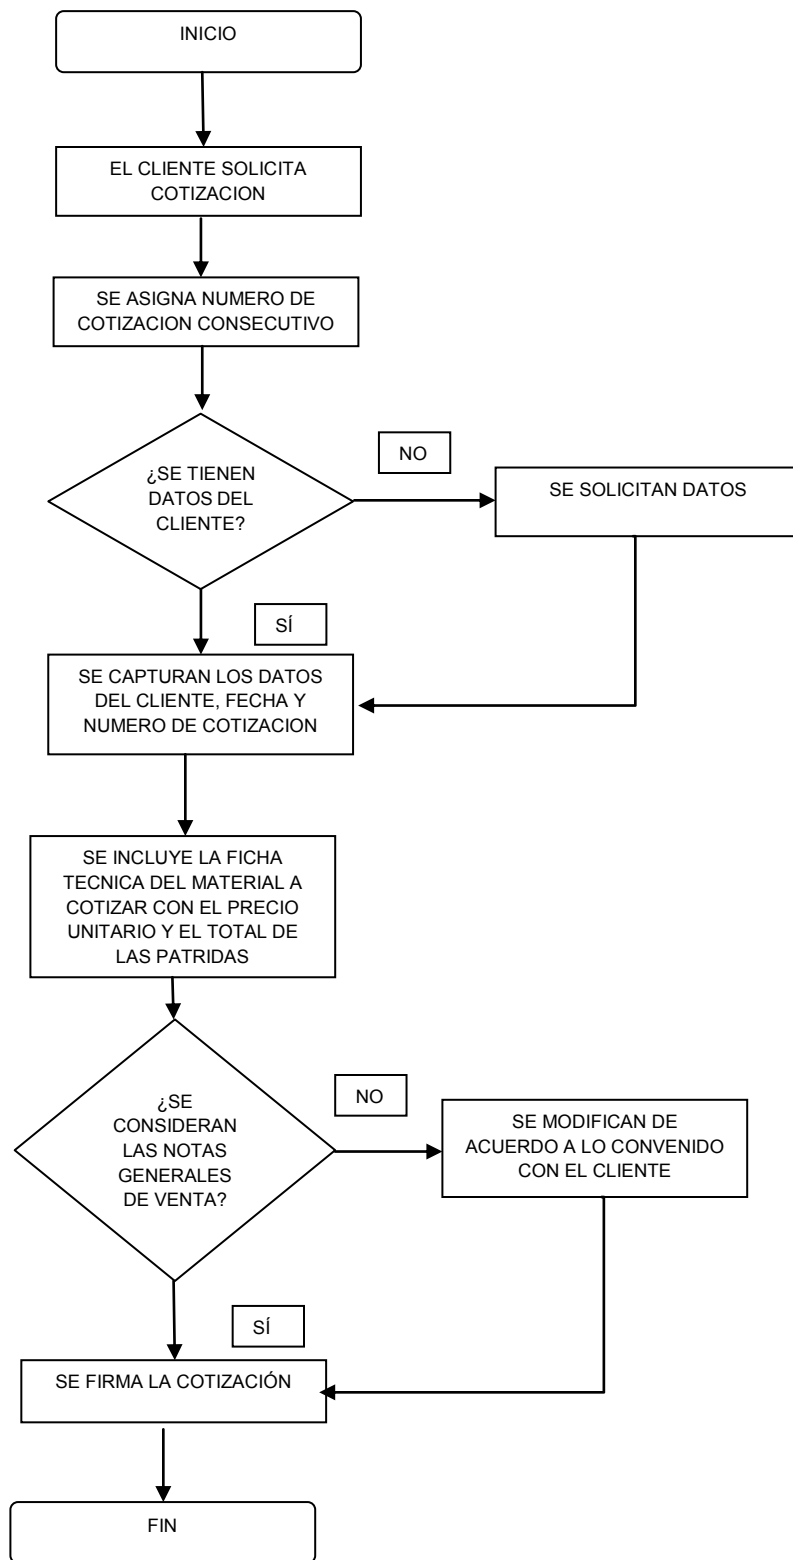 INICIO
EL CLIENTE SOLICITA
COTIZACION
SE ASIGNA NUMERO DE
COTIZACION CONSECUTIVO
¿SE TIENEN
DATOS DEL
CLIENTE?
NO
SE SOLICITAN DATOS
SÍ
SE CAPTURAN LOS DATOS
DEL CLIENTE, FECHA Y
NUMERO DE COTIZACION
SE INCLUYE LA FICHA
TECNICA DEL MATERIAL A
COTIZAR CON EL PRECIO
UNITARIO Y EL TOTAL DE
LAS PATRIDAS
¿SE
CONSIDERAN
LAS NOTAS
GENERALES
DE VENTA?
NO
SE MODIFICAN DE
ACUERDO A LO CONVENIDO
CON EL CLIENTE
SÍ
SE FIRMA LA COTIZACIÓN
FIN